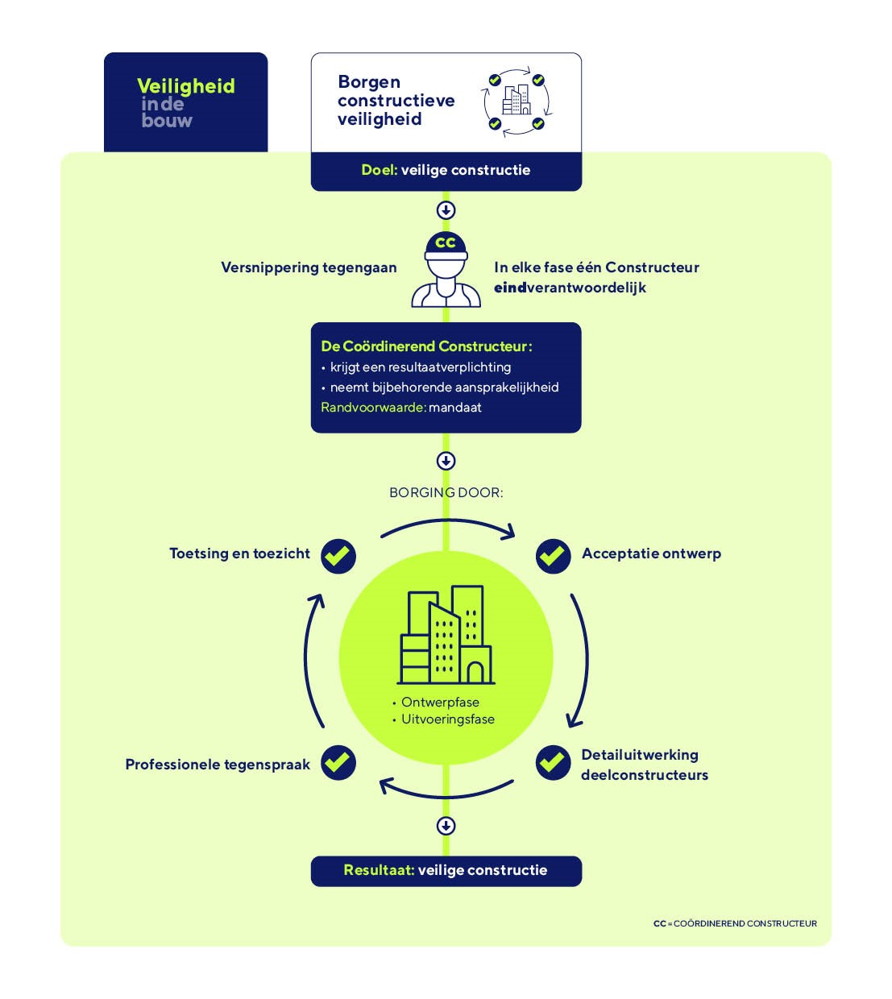 Veiligheid
in de
bouw
Borgen
constructieve
veiligheid
Doel: veilige constructie
CC
Versnippering tegengaan
In elke fase één Constructeur
eindverantwoordelijk
De Coördinerend Constructeur:
• krijgt een resultaatverplichting
• neemt bijbehorende aansprakelijkheid
Randvoorwaarde: mandaat
BORGING DOOR:
Toetsing en toezicht
Acceptatie ontwerp
• Ontwerpfase
• Uitvoeringsfase
Professionele tegenspraak
Detailuitwerking
deelconstructeurs
Resultaat: veilige constructie
CC = COÖRDINEREND CONSTRUCTEUR